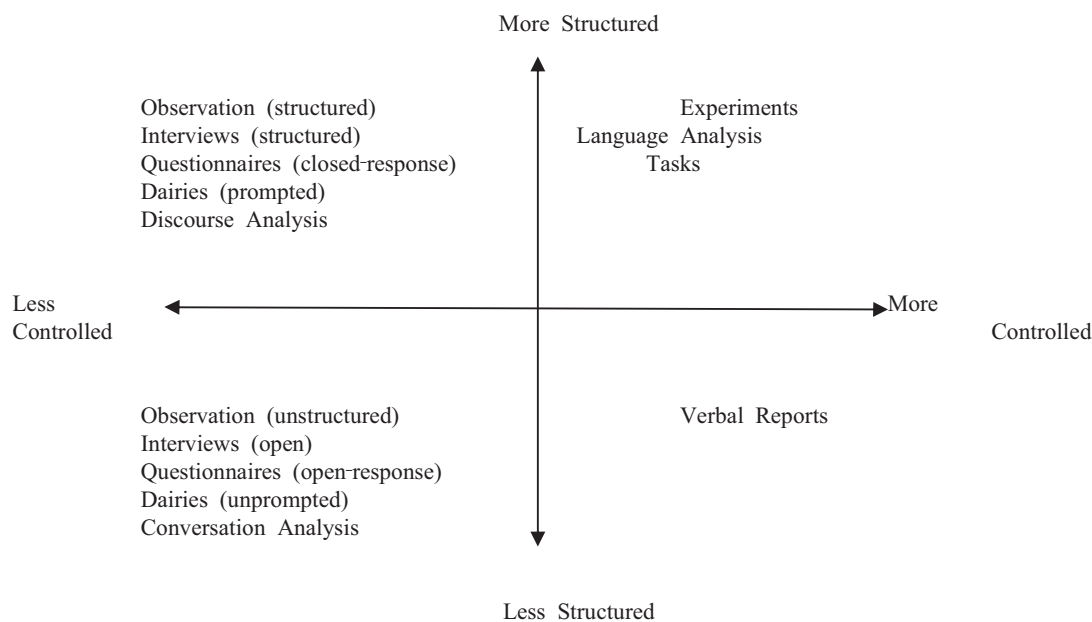 More Structured
Observation (structured)
Experiments
Interviews (structured)
Language Analysis
Questionnaires (closed-response)
Tasks
Dairies (prompted)
Discourse Analysis
Less
More
Controlled
Controlled
Observation (unstructured)
Verbal Reports
Interviews (open)
Questionnaires (open-response)
Dairies (unprompted)
Conversation Analysis
Less Structured